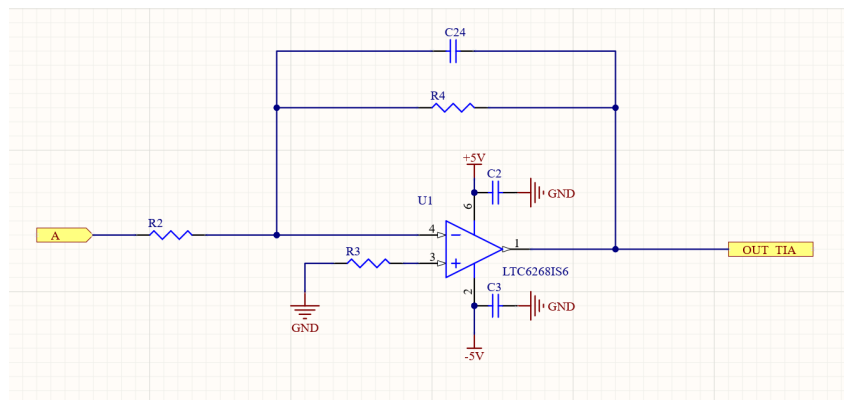 C24
R4
+5V
C2
GND
U1
6
A
R2
4
1
OUT_TIA
R3
3
LTC6268IS6
2
C3
GND
GND
-5V